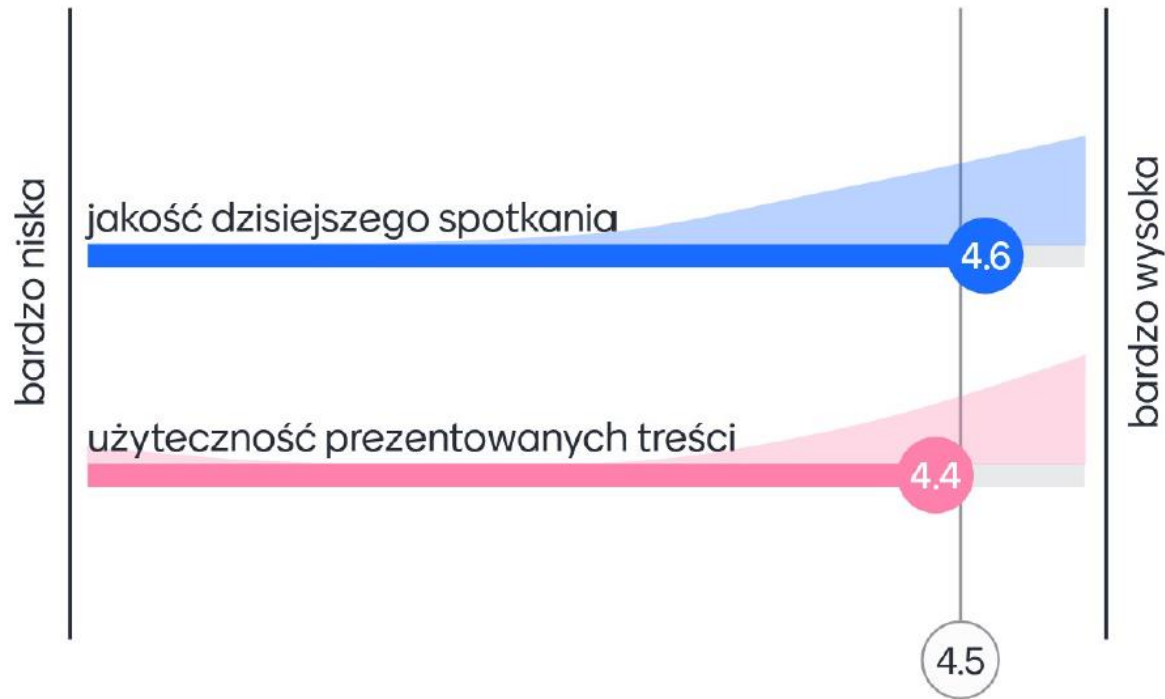 bardzo niska
jakość dzisiejszego spotkania
4.6
użyteczność prezentowanych treści
4.4
4.5
bardzo wysoka